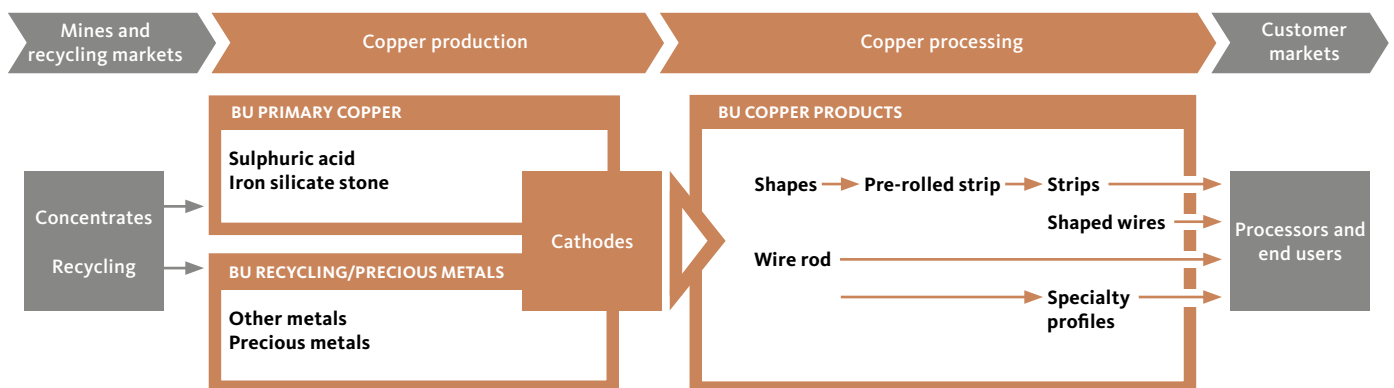 Mines and
recycling markets
Copper production
Copper processing
Customer
markets
BU PRIMARY COPPER
Sulphuric acid
Iron silicate stone
Concentrates
Recycling
Cathodes
BU RECYCLING/PRECIOUS METALS
Other metals
Precious metals
BU COPPER PRODUCTS
Shapes
Pre-rolled strip
Strips
Shaped wires
Wire rod
Specialty
profiles
Processors and
end users